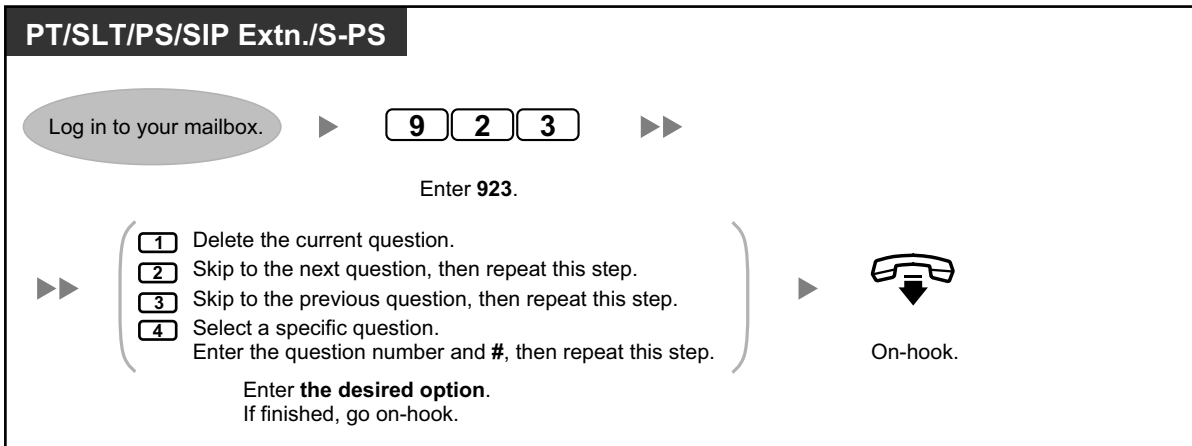 PT/SLT/PS/SIP Extn./S-PS
Log in to your mailbox.
9 2 3
Enter 923.
1 Delete the current question.
2 Skip to the next question, then repeat this step.
3 Skip to the previous question, then repeat this step.
4 Select a specific question.
Enter the question number and #, then repeat this step.
On-hook.
Enter the desired option.
If finished, go on-hook.